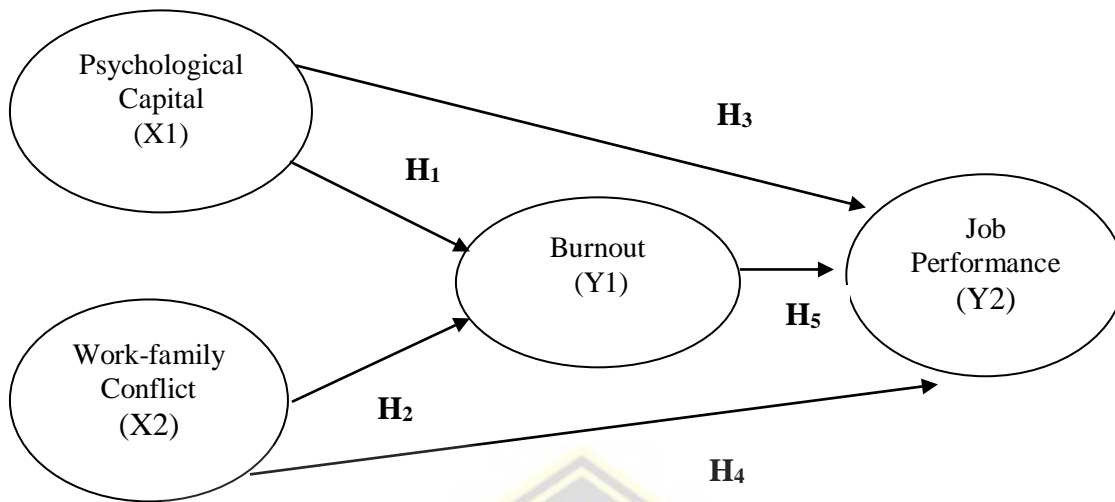 Psychological
Capital
(X1)
H3
H1
Burnout
(Y1)
Job
Performance
(Y2)
H5
Work-family
Conflict
(X2)
H2
H4